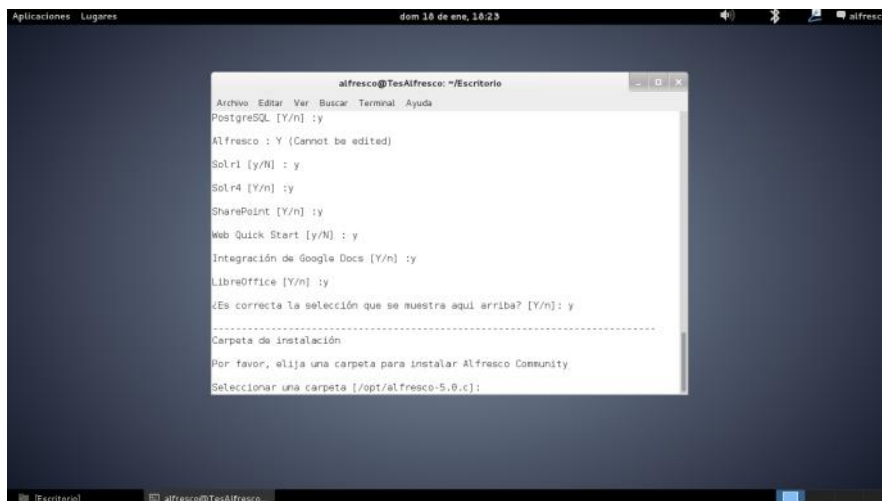 Aplicaciones Lugares dom 18 de ene, 18:23 alfresc
alfresco@TesAlfresco: ~/Escritorio
Archivo Editar Ver Buscar Terminal Ayuda
PostgreSQL [Y/n] :y
Alfresco : Y (Cannot be edited)
Solr1 [y/N] : y
Solr4 [Y/n] :y
SharePoint [Y/n] :y
Web Quick Start [y/N] : y
Integración de Google Docs [Y/n] :y
LibreOffice [Y/n] :y
¿Es correcta la selección que se muestra aqui arriba? [Y/n]: y
----------------------------------------------------------------------------
Carpeta de instalación
Por favor, elija una carpeta para instalar Alfresco Community
Seleccionar una carpeta [/opt/alfresco-5.0.c]:
[Escritorio] alfresco@TesAlfresco...